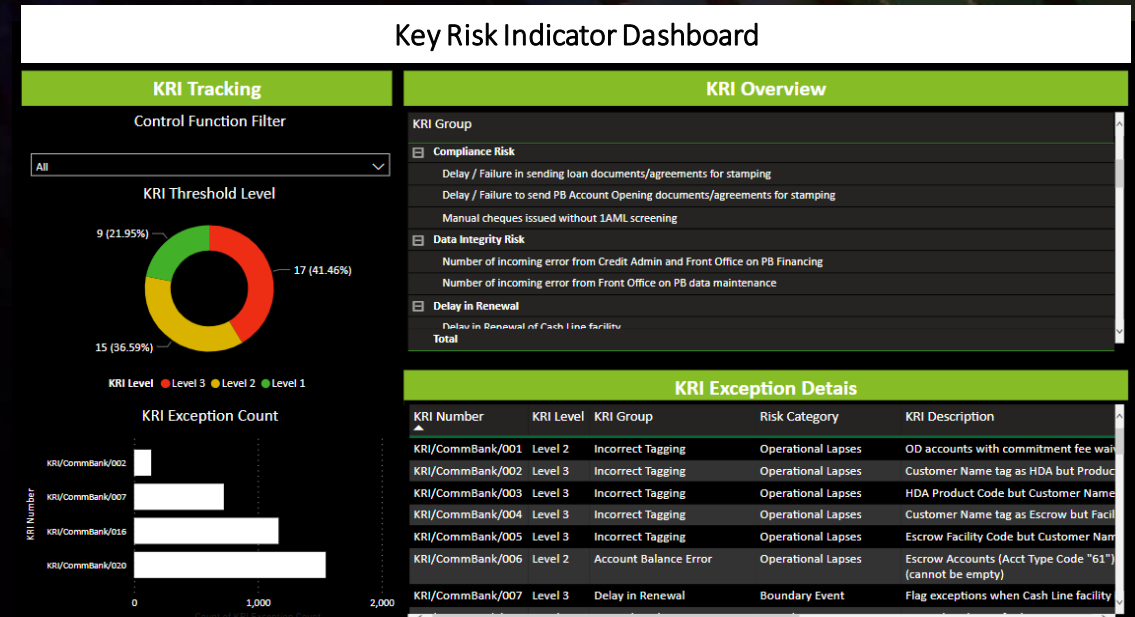 Key Risk Indicator Dashboard
KRI Tracking
Control Function Filter
All
KRI Threshold Level
9 (21.95%)
17 (41.46%)
15 (36.59%)
KRI Level Level 3 Level 2 Level 1
KRI Exception Count
KRI Number
KRI/CommBank/002
KRI/CommBank/007
KRI/CommBank/016
KRI/CommBank/020
0 1,000 2,000
Count of KRI Exception Count
KRI Overview
KRI Group
Compliance Risk
Delay / Failure in sending loan documents/agreements for stamping
Delay / Failure to send PB Account Opening documents/agreements for stamping
Manual cheques issued without 1AML screening
Data Integrity Risk
Number of incoming error from Credit Admin and Front Office on PB Financing
Number of incoming error from Front Office on PB data maintenance
Delay in Renewal
Delay in Renewal of Cash Line facility
Total
KRI Exception Detais
KRI Number KRI Level KRI Group Risk Category KRI Description
KRI/CommBank/001 Level 2 Incorrect Tagging Operational Lapses OD accounts with commitment fee
KRI/CommBank/002 Level 3 Incorrect Tagging Operational Lapses Customer Name tag as HDA but
KRI/CommBank/003 Level 3 Incorrect Tagging Operational Lapses HDA Product Code but Customer Name
KRI/CommBank/004 Level 3 Incorrect Tagging Operational Lapses Customer Name tag as Escrow but
KRI/CommBank/005 Level 3 Incorrect Tagging Operational Lapses Escrow Facility Code but Customer
KRI/CommBank/006 Level 2 Account Balance Error Operational Lapses Escrow Accounts (Acct Type Code "61")
(cannot be empty)
KRI/CommBank/007 Level 3 Delay in Renewal Boundary Event Flag exceptions when Cash Line facility